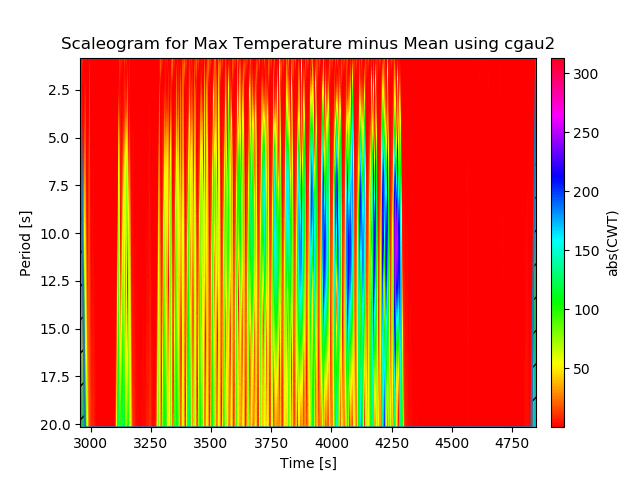 Scaleogram for Max Temperature minus Mean using cgau2
2.5
5.0
7.5
10.0
12.5
15.0
17.5
20.0
Period [s]
3000 3250 3500 3750 4000 4250 4500 4750
Time [s]
300
250
200
150
100
50
abs(CWT)